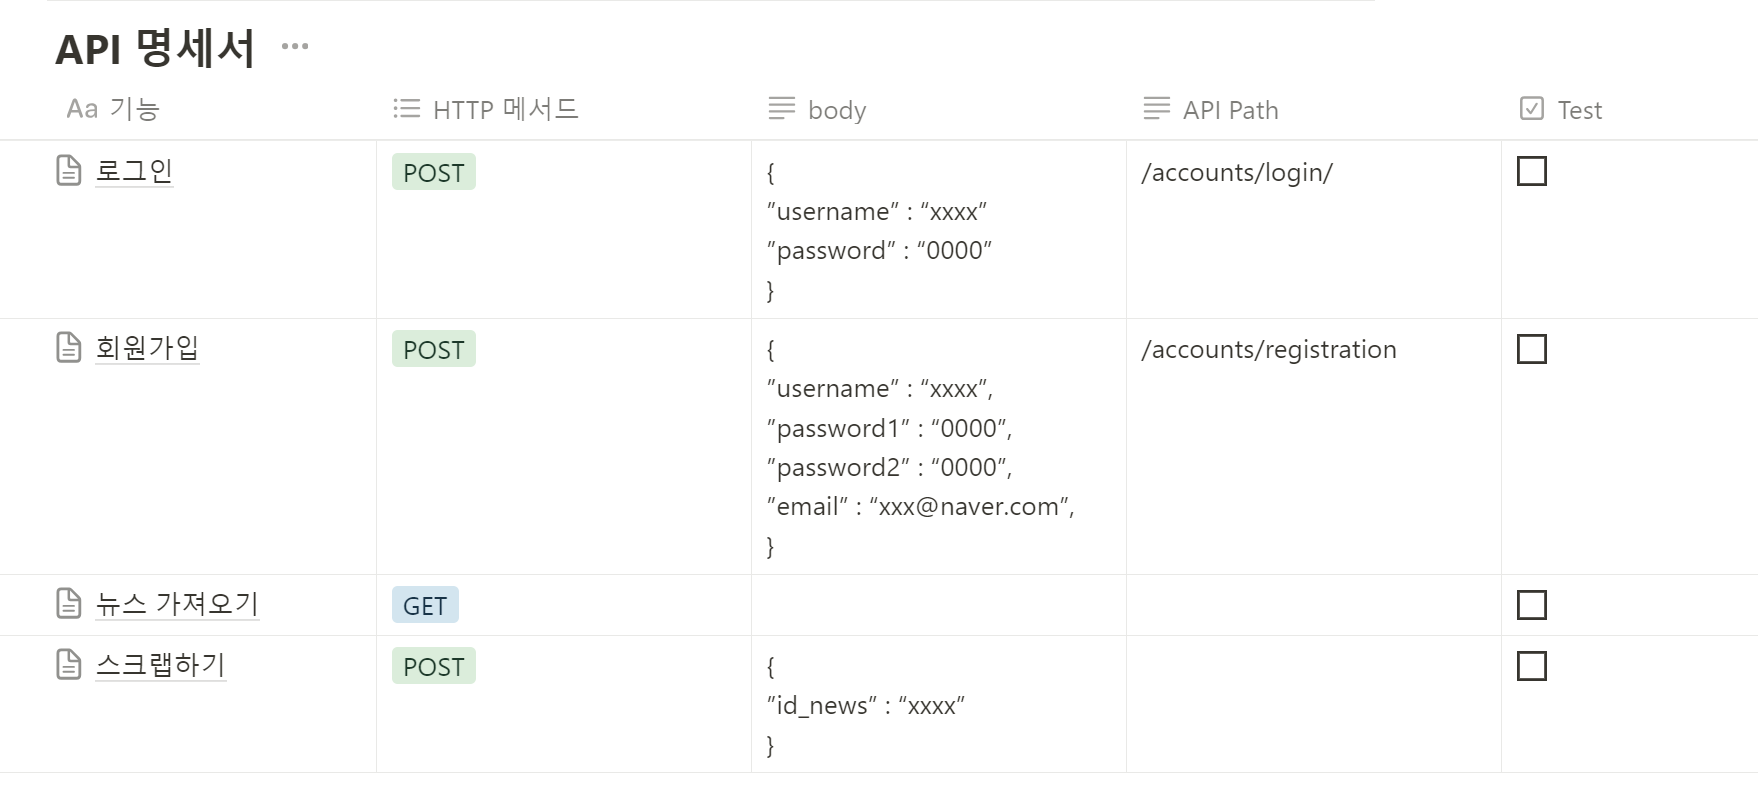 API 명세서
Aa 기능 HTTP 메서드 body API Path Test
로그인 POST { /accounts/login/
”username” : “xxxx”
”password” : “0000”
}
회원가입 POST { /accounts/registration
”username” : “xxxx”,
”password1” : “0000”,
”password2” : “0000”,
”email” : “xxx@naver.com”,
}
뉴스 가져오기 GET
스크랩하기 POST {
”id_news” : “xxxx”
}